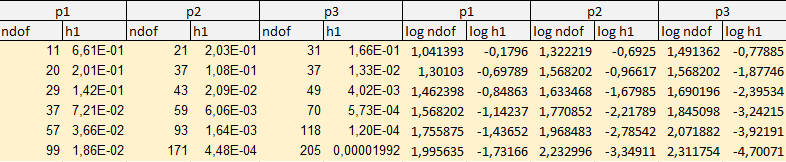 p1 p2 p3 p1 p2 p3
ndof h1 ndof h1 ndof h1 log ndof log h1 log ndof log h1 log ndof log h1
11 6,61E-01 21 2,03E-01 31 1,66E-01 1,041393 -0,1796 1,322219 -0,6925 1,491362 -0,77885
20 2,01E-01 37 1,08E-01 37 1,33E-02 1,30103 -0,69789 1,568202 -0,96617 1,568202 -1,87746
29 1,42E-01 43 2,09E-02 49 4,02E-03 1,462398 -0,84863 1,633468 -1,67985 1,690196 -2,39534
37 7,21E-02 59 6,06E-03 70 5,73E-04 1,568202 -1,14237 1,770852 -2,21789 1,845098 -3,24215
57 3,66E-02 93 1,64E-03 118 1,20E-04 1,755875 -1,43652 1,968483 -2,78542 2,071882 -3,92191
99 1,86E-02 171 4,48E-04 205 0,00001992 1,995635 -1,73166 2,232996 -3,34911 2,311754 -4,70071